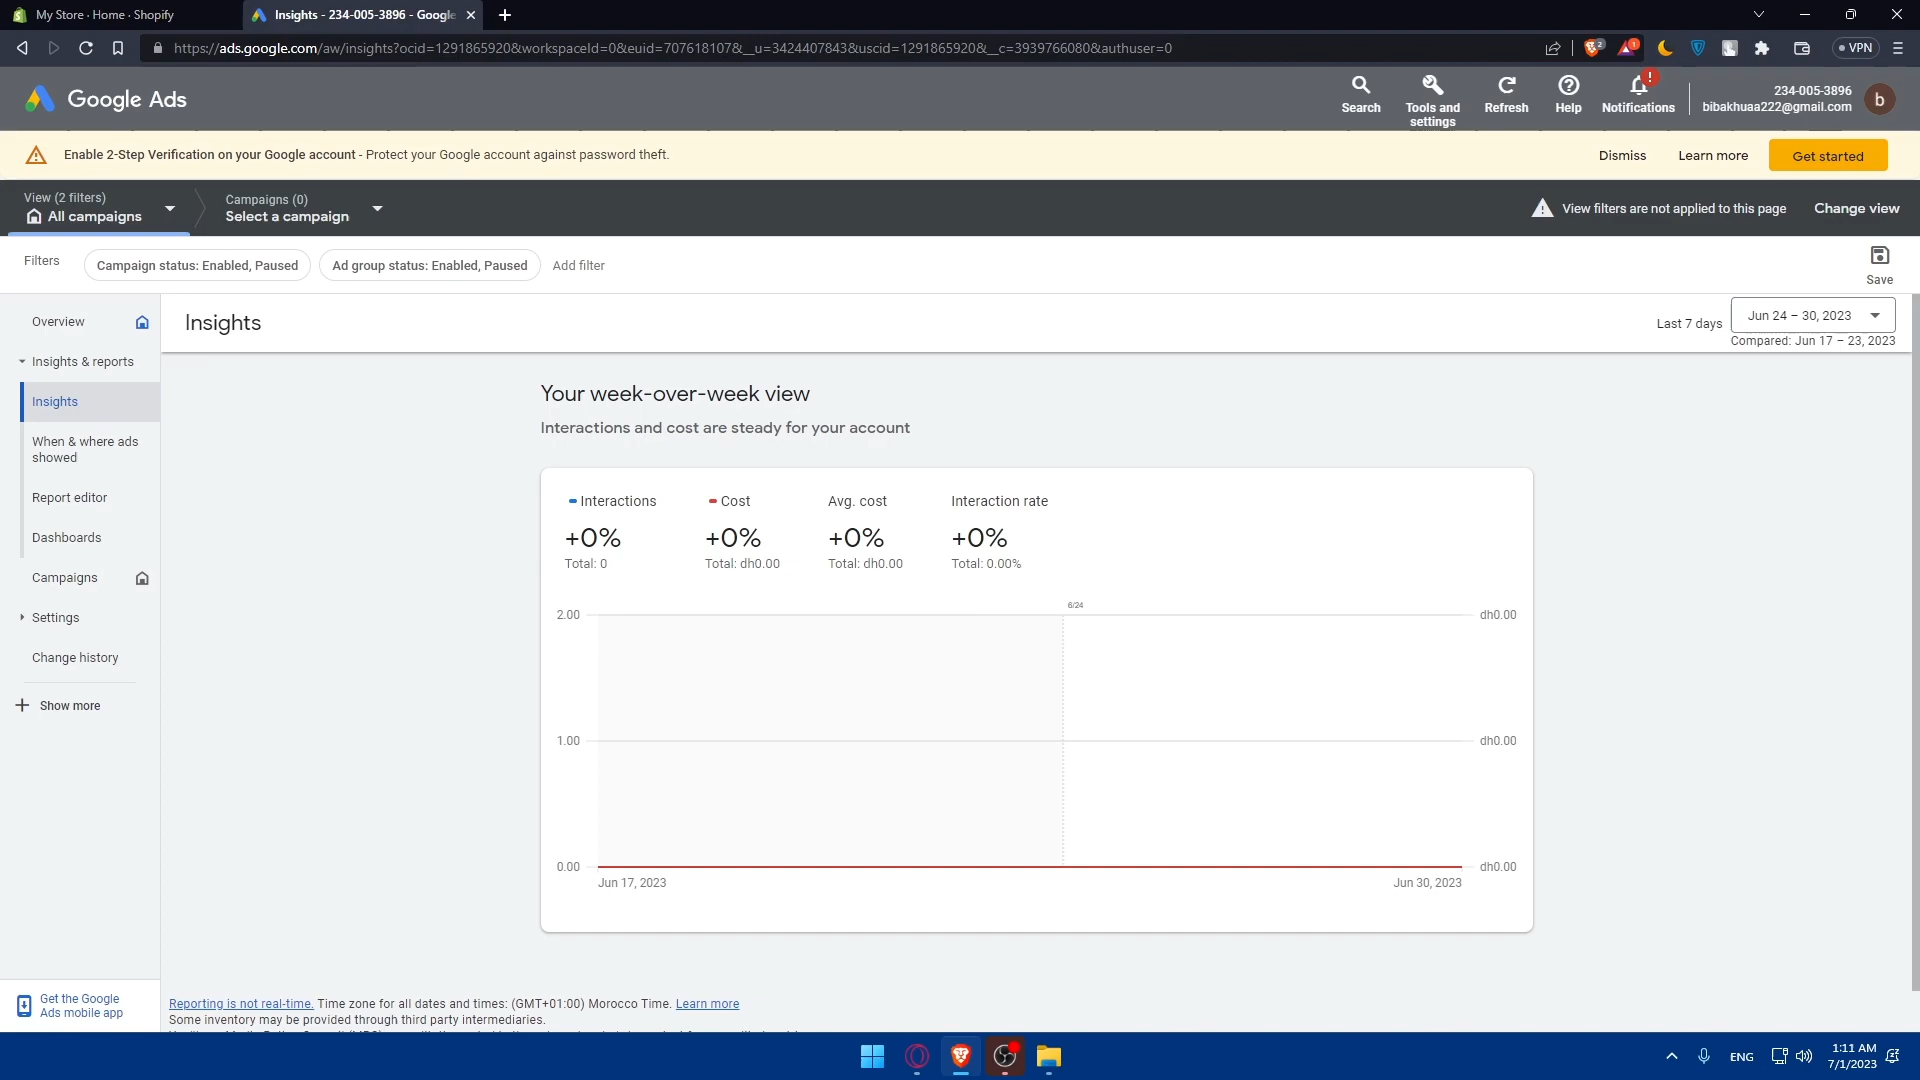 My Store · Home · Shopify
Insights - 234-005-3896 - Google
https://ads.google.com/aw/insights?ocid=1291865920&workspaceId=0&euid=707618107&__u=3424407843&uscid=1291865920&__c=3939766080&authuser=0
2
1
VPN
Google Ads
Search
Tools and
settings
Refresh
Help
!
Notifications
234-005-3896
bibakhuaa222@gmail.com
b
Enable 2-Step Verification on your Google account - Protect your Google account against password theft.
Dismiss
Learn more
Get started
View (2 filters)
All campaigns
Campaigns (0)
Select a campaign
View filters are not applied to this page
Change view
Filters
Campaign status: Enabled, Paused
Ad group status: Enabled, Paused
Add filter
Save
Overview
Insights & reports
Insights
When & where ads
showed
Report editor
Dashboards
Campaigns
Settings
Change history
Show more
Get the Google
Ads mobile app
Insights
Last 7 days
Jun 24 – 30, 2023
Compared: Jun 17 – 23, 2023
Your week-over-week view
Interactions and cost are steady for your account
Interactions
+0%
Total: 0
Cost
+0%
Total: dh0.00
Avg. cost
+0%
Total: dh0.00
Interaction rate
+0%
Total: 0.00%
6/24
2.00
dh0.00
1.00
dh0.00
0.00
dh0.00
Jun 17, 2023
Jun 30, 2023
Reporting is not real-time. Time zone for all dates and times: (GMT+01:00) Morocco Time. Learn more
Some inventory may be provided through third party intermediaries.
ENG
1:11 AM
7/1/2023